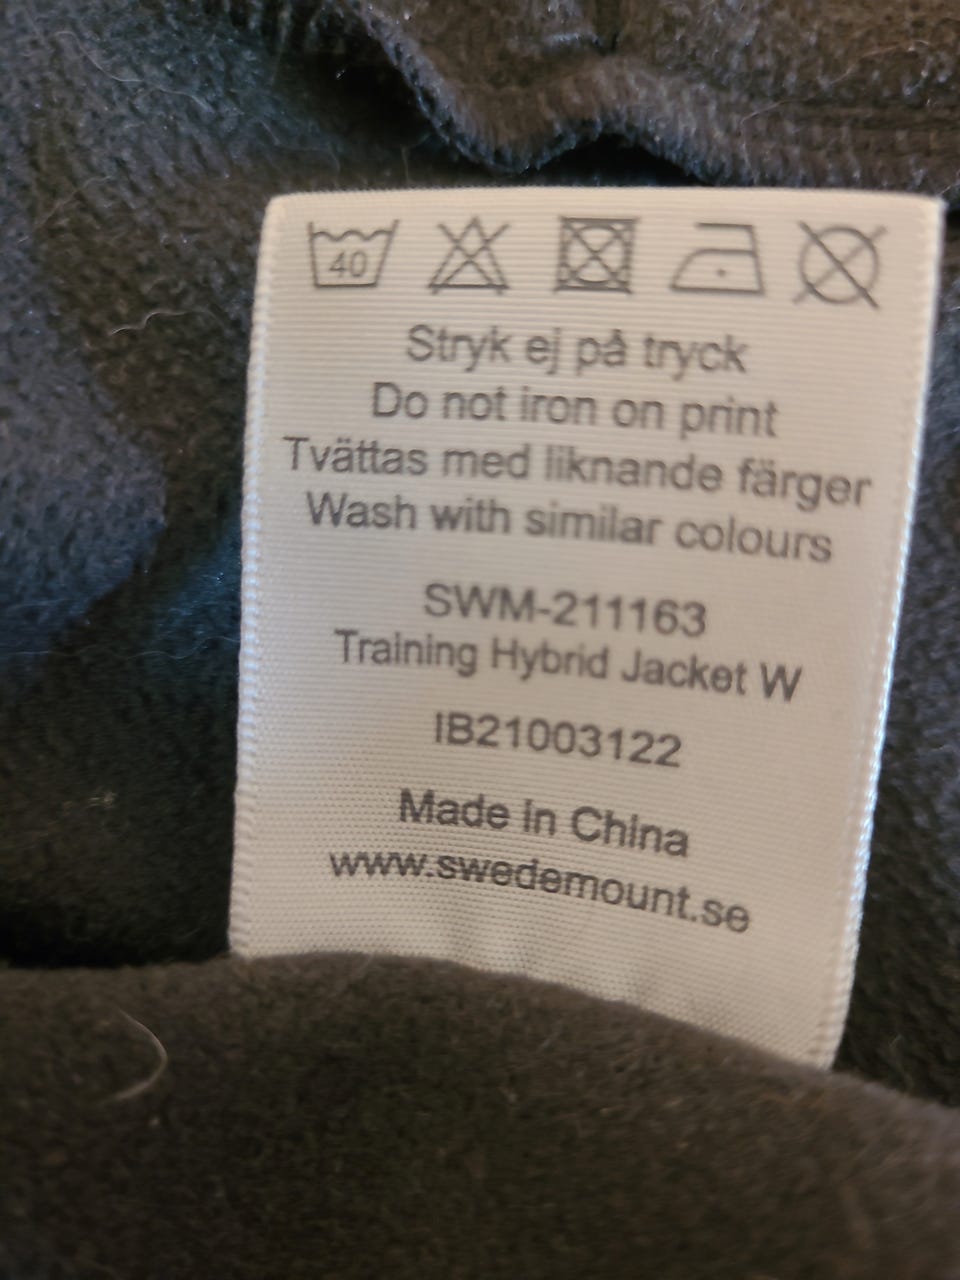 40
Stryk ej på tryck
Do not iron on print
Tvättas med liknande färger
Wash with similar colours
SWM-211163
Training Hybrid Jacket W
IB21003122
Made in China
www.swedemount.se